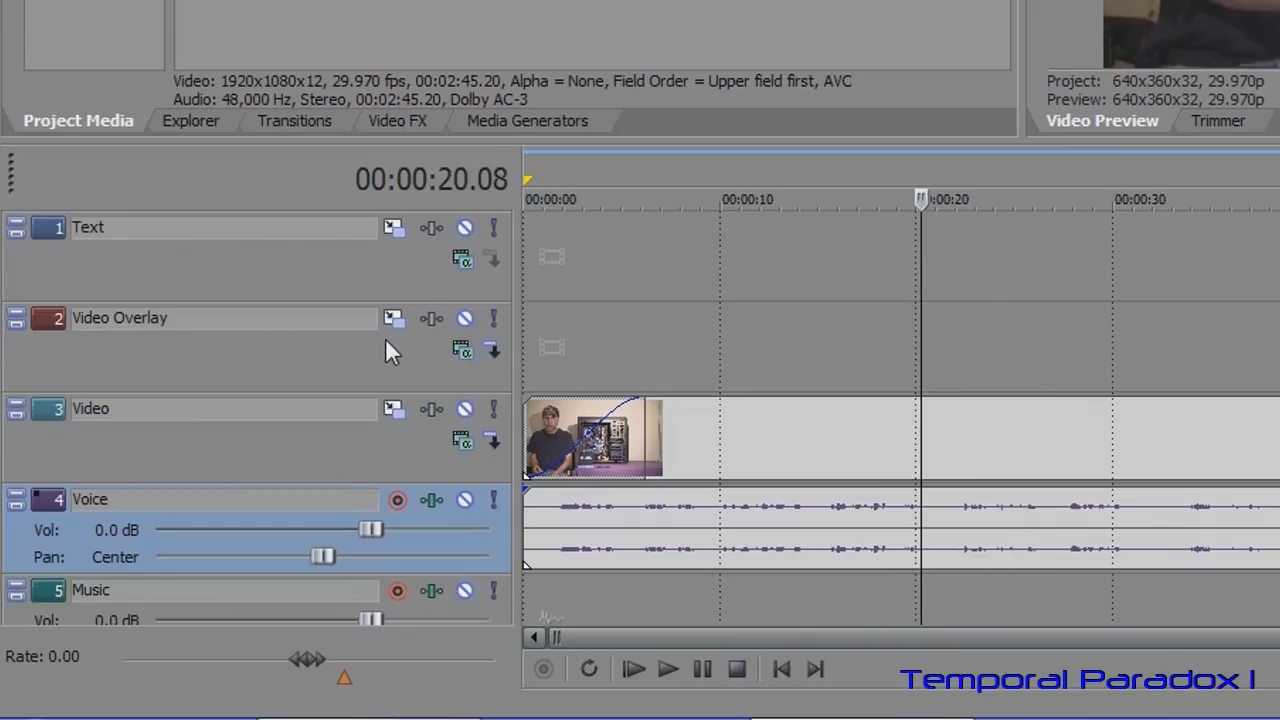 Video: 1920x1080x12, 29.970 fps, 00:02:45.20, Alpha = None, Field Order = Upper field first, AVC
Audio: 48,000 Hz, Stereo, 00:02:45.20, Dolby AC-3
Project: 640x360x32, 29.970p
Preview: 640x360x32, 29.970p
Project Media Explorer Transitions Video FX Media Generators
Video Preview Trimmer
00:00:20.08
00:00:00 00:00:10 :00:20 00:00:30
1 Text
2 Video Overlay
3 Video
4 Voice
Vol: 0.0 dB
Pan: Center
5 Music
Vol: 0.0 dB
Rate: 0.00
Temporal Paradox I